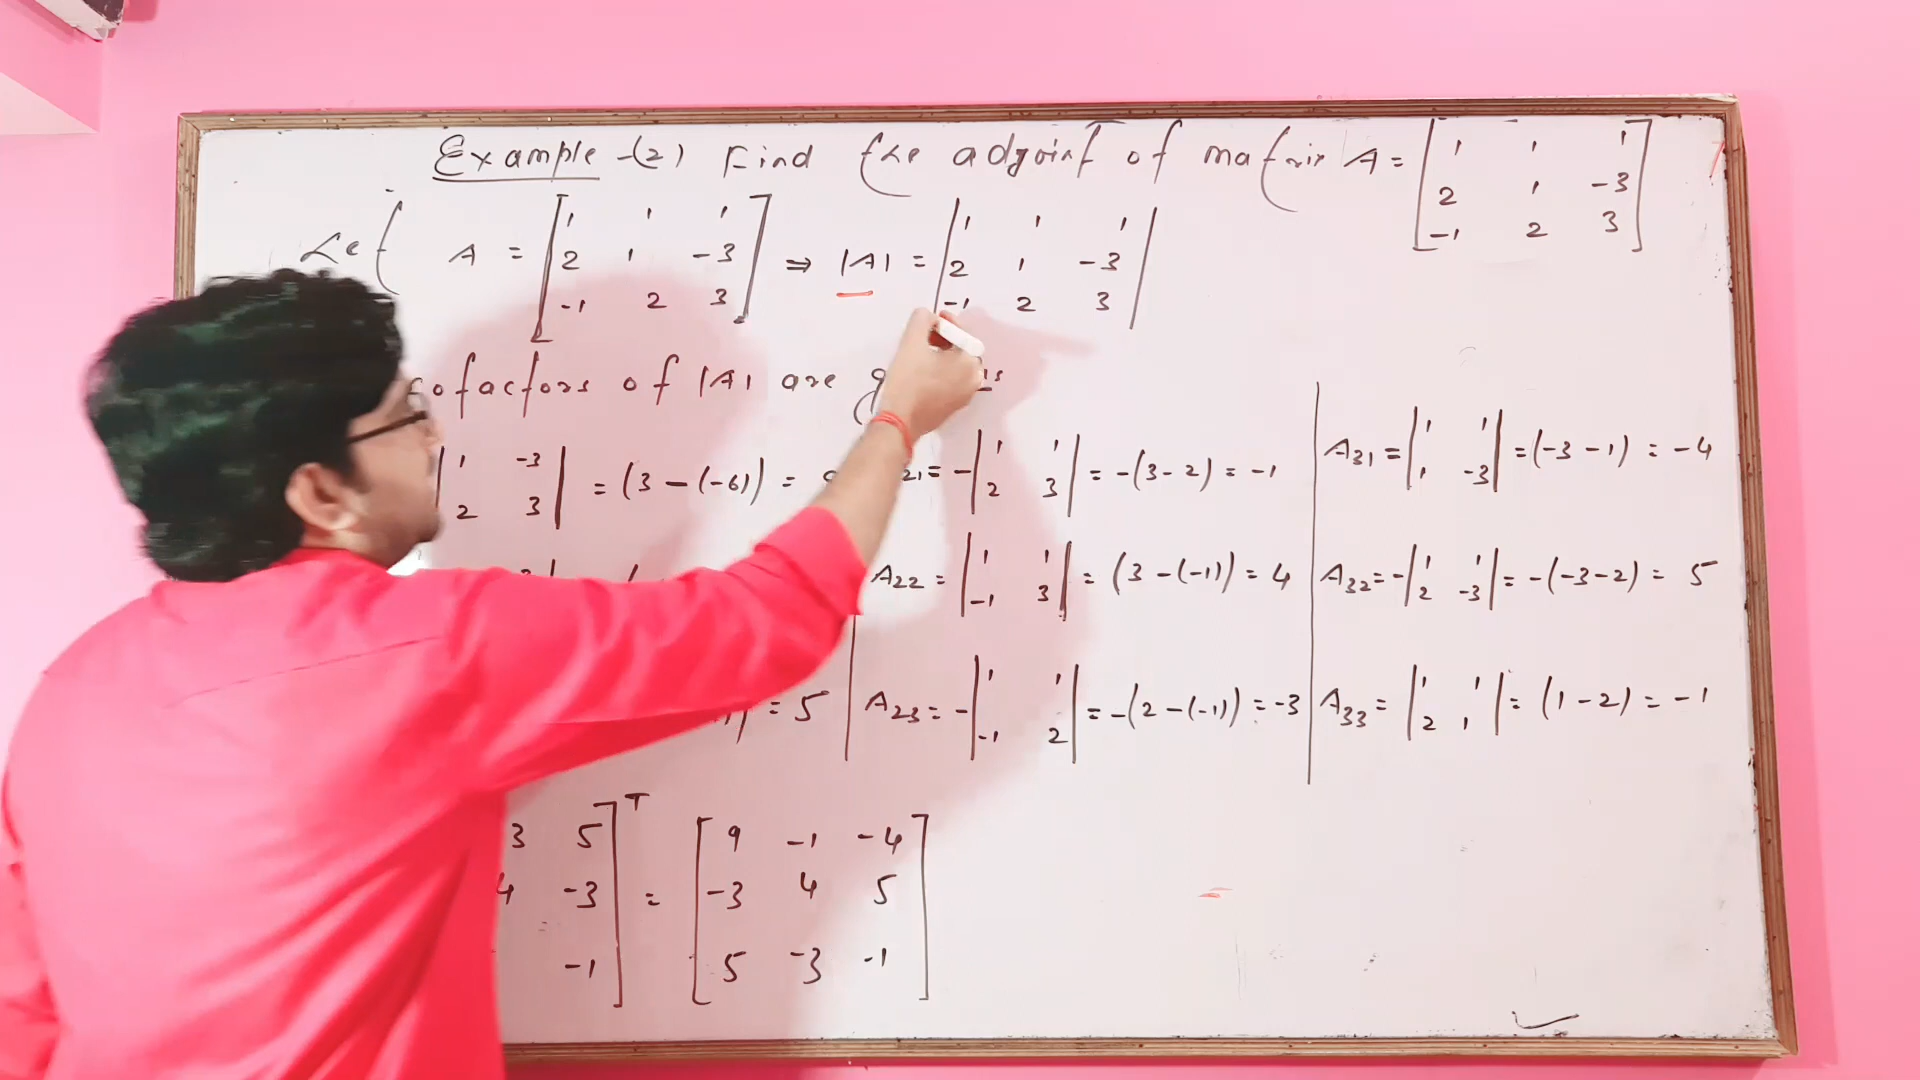 Example -(2) Find the adjoint of matrix A = [1 1 1; 2 1 -3; -1 2 3]
Let A = [1 1 1; 2 1 -3; -1 2 3] ⇒ |A| = |1 1 1; 2 1 -3; -1 2 3|
cofactors of |A| are
|1 -3; 2 3| = (3-(-6)) =
21 = -|1 1; 2 3| = -(3-2) = -1
A31 = |1 1; 1 -3| = (-3-1) = -4
A22 = |1 1; -1 3| = (3-(-1)) = 4
A32 = -|1 1; 2 -3| = -(-3-2) = 5
= 5
A23 = -|1 1; -1 2| = -(2-(-1)) = -3
A33 = |1 1; 2 1| = (1-2) = -1
3 5
4 -3
-1]T = [9 -1 -4; -3 4 5; 5 -3 -1]